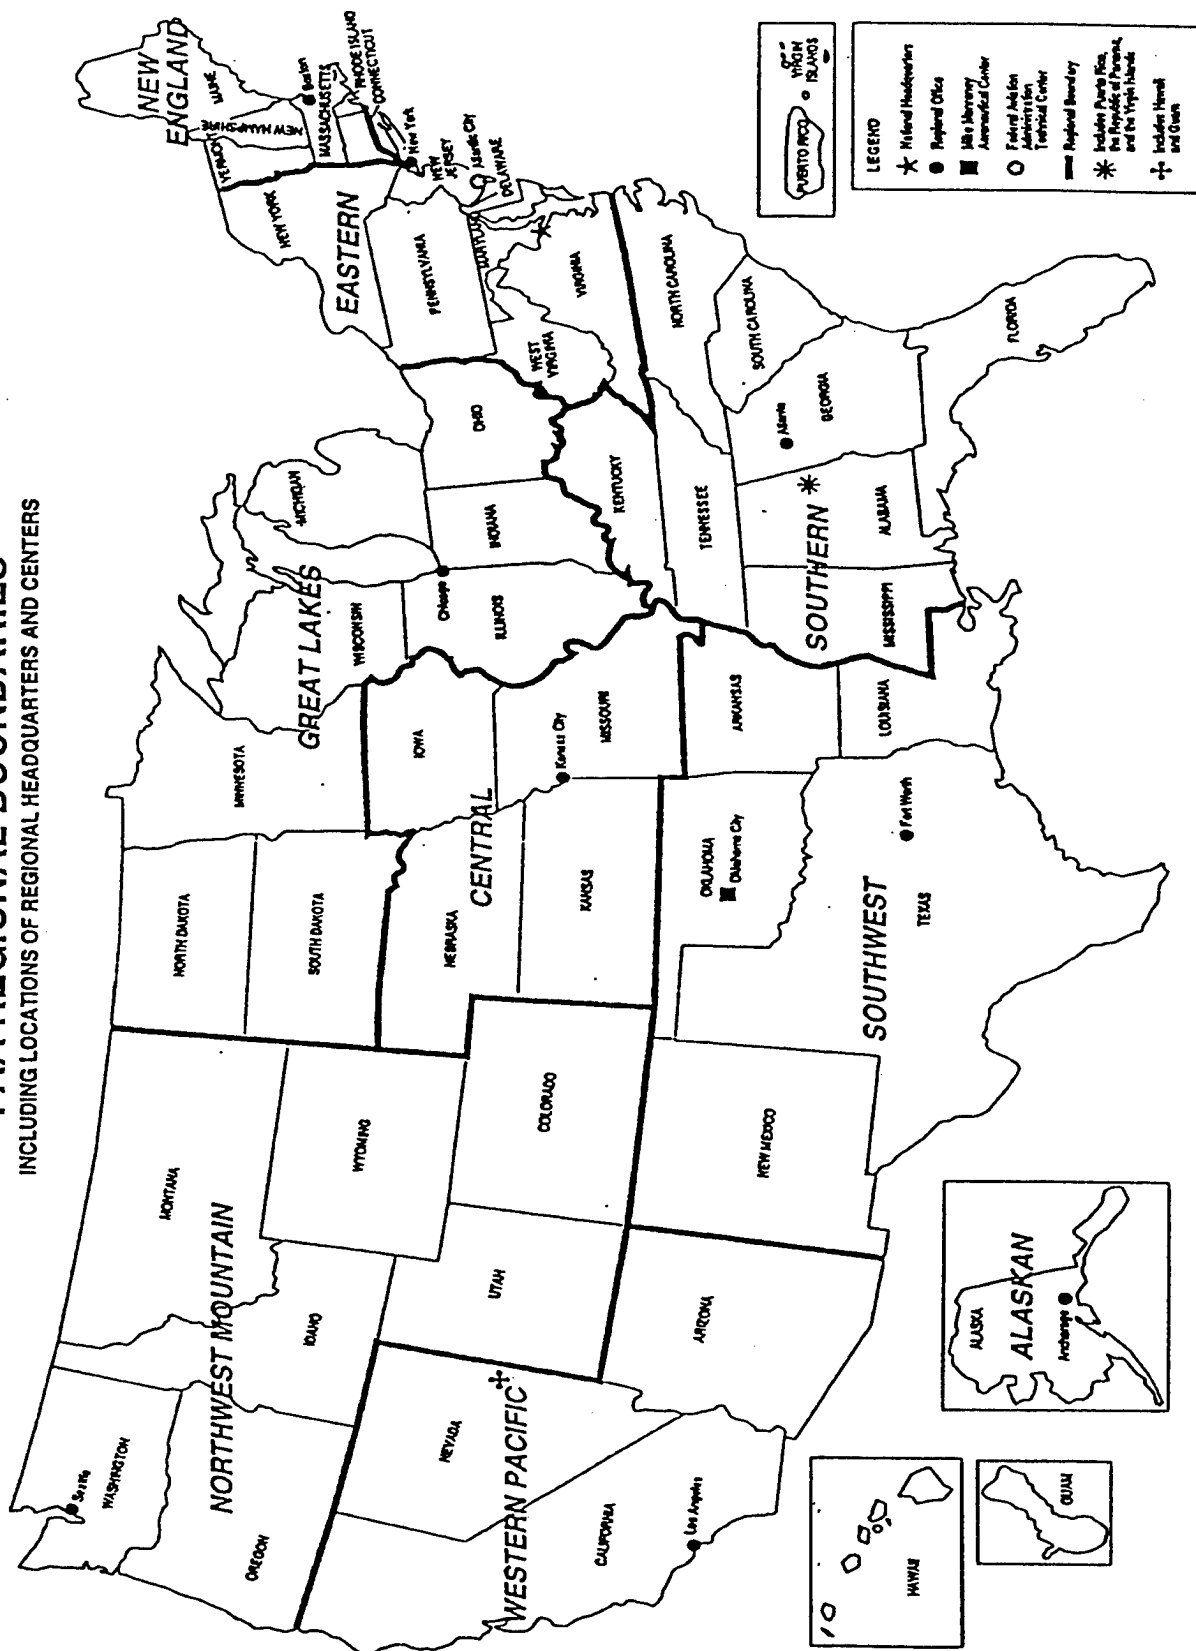 FAA REGIONAL BOUNDARIES
INCLUDING LOCATIONS OF REGIONAL HEADQUARTERS AND CENTERS
NEW
ENGLAND
MAINE
VERMONT
NEW HAMPSHIRE
Boston
MASSACHUSETTS
RHODE ISLAND
CONNECTICUT
NEW YORK
New York
EASTERN
PENNSYLVANIA
NEW
JERSEY
Atlantic City
DELAWARE
MARYLAND
WEST
VIRGINIA
VIRGINIA
GREAT LAKES
MICHIGAN
OHIO
INDIANA
Chicago
ILLINOIS
WISCONSIN
MINNESOTA
NORTH DAKOTA
SOUTH DAKOTA
CENTRAL
IOWA
NEBRASKA
KANSAS
Kansas City
MISSOURI
SOUTHERN
KENTUCKY
TENNESSEE
NORTH CAROLINA
SOUTH CAROLINA
Atlanta
GEORGIA
FLORIDA
ALABAMA
MISSISSIPPI
SOUTHWEST
ARKANSAS
LOUISIANA
OKLAHOMA
Oklahoma City
Fort Worth
TEXAS
NEW MEXICO
NORTHWEST MOUNTAIN
MONTANA
WYOMING
COLORADO
UTAH
IDAHO
Seattle
WASHINGTON
OREGON
WESTERN PACIFIC
NEVADA
CALIFORNIA
Los Angeles
ARIZONA
HAWAII
GUAM
ALASKAN
ALASKA
Anchorage
PUERTO RICO
VIRGIN
ISLANDS
LEGEND
National Headquarters
Regional Office
Mike Monroney
Aeronautical Center
Federal Aviation
Administration
Technical Center
Regional Boundary
Includes Puerto Rico,
the Republic of Panama,
and the Virgin Islands
Includes Hawaii
and Guam